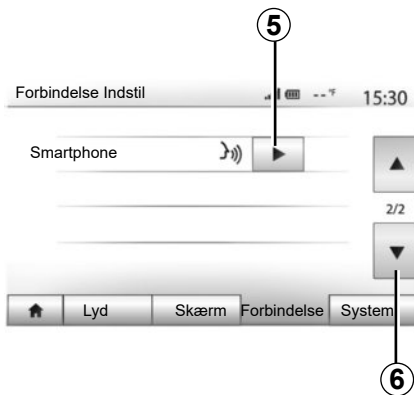 5
Forbindelse Indstil --°F 15:30
Smartphone
2/2
Lyd Skærm Forbindelse System
6